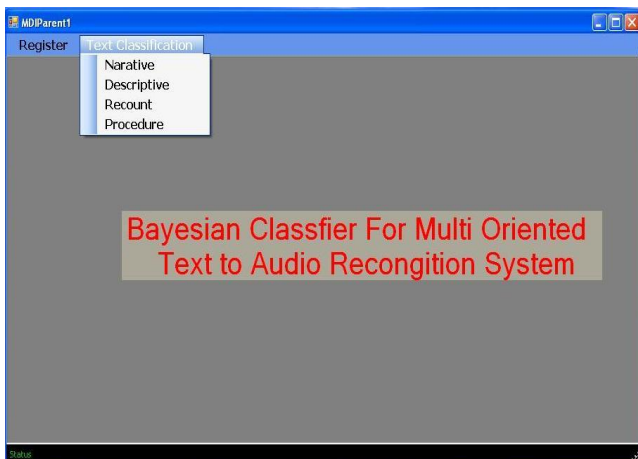 MDIParent1
Register Text Classification
Narative
Descriptive
Recount
Procedure
Bayesian Classfier For Multi Oriented
Text to Audio Recongition System
Status